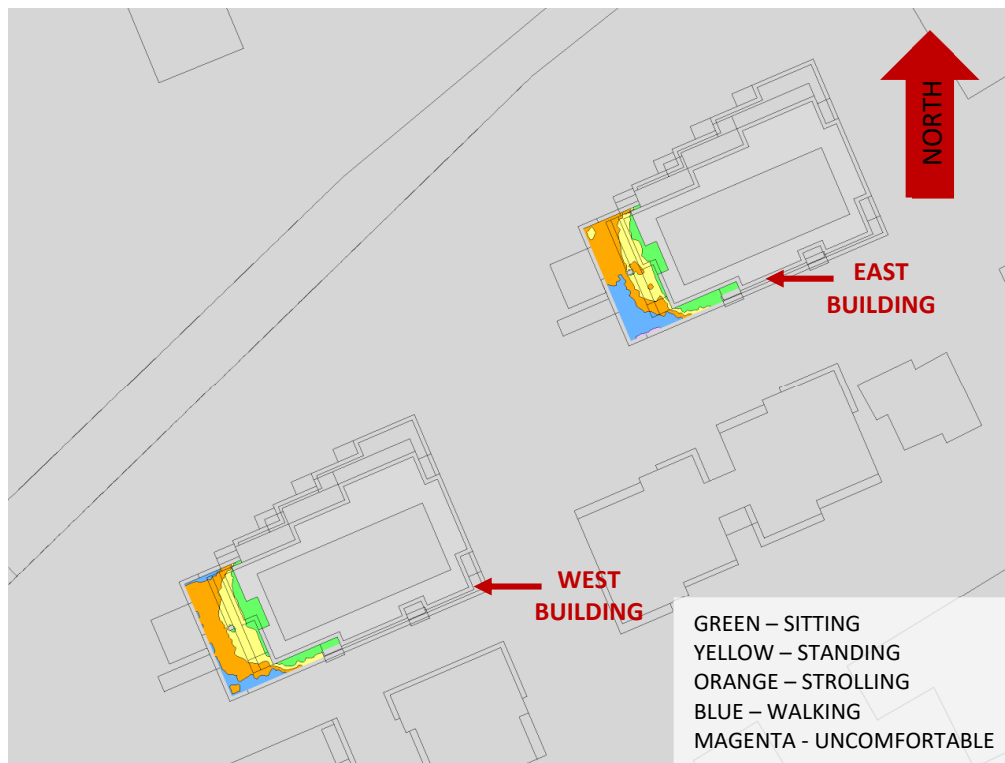 NORTH
EAST
BUILDING
WEST
BUILDING
GREEN – SITTING
YELLOW – STANDING
ORANGE – STROLLING
BLUE – WALKING
MAGENTA - UNCOMFORTABLE